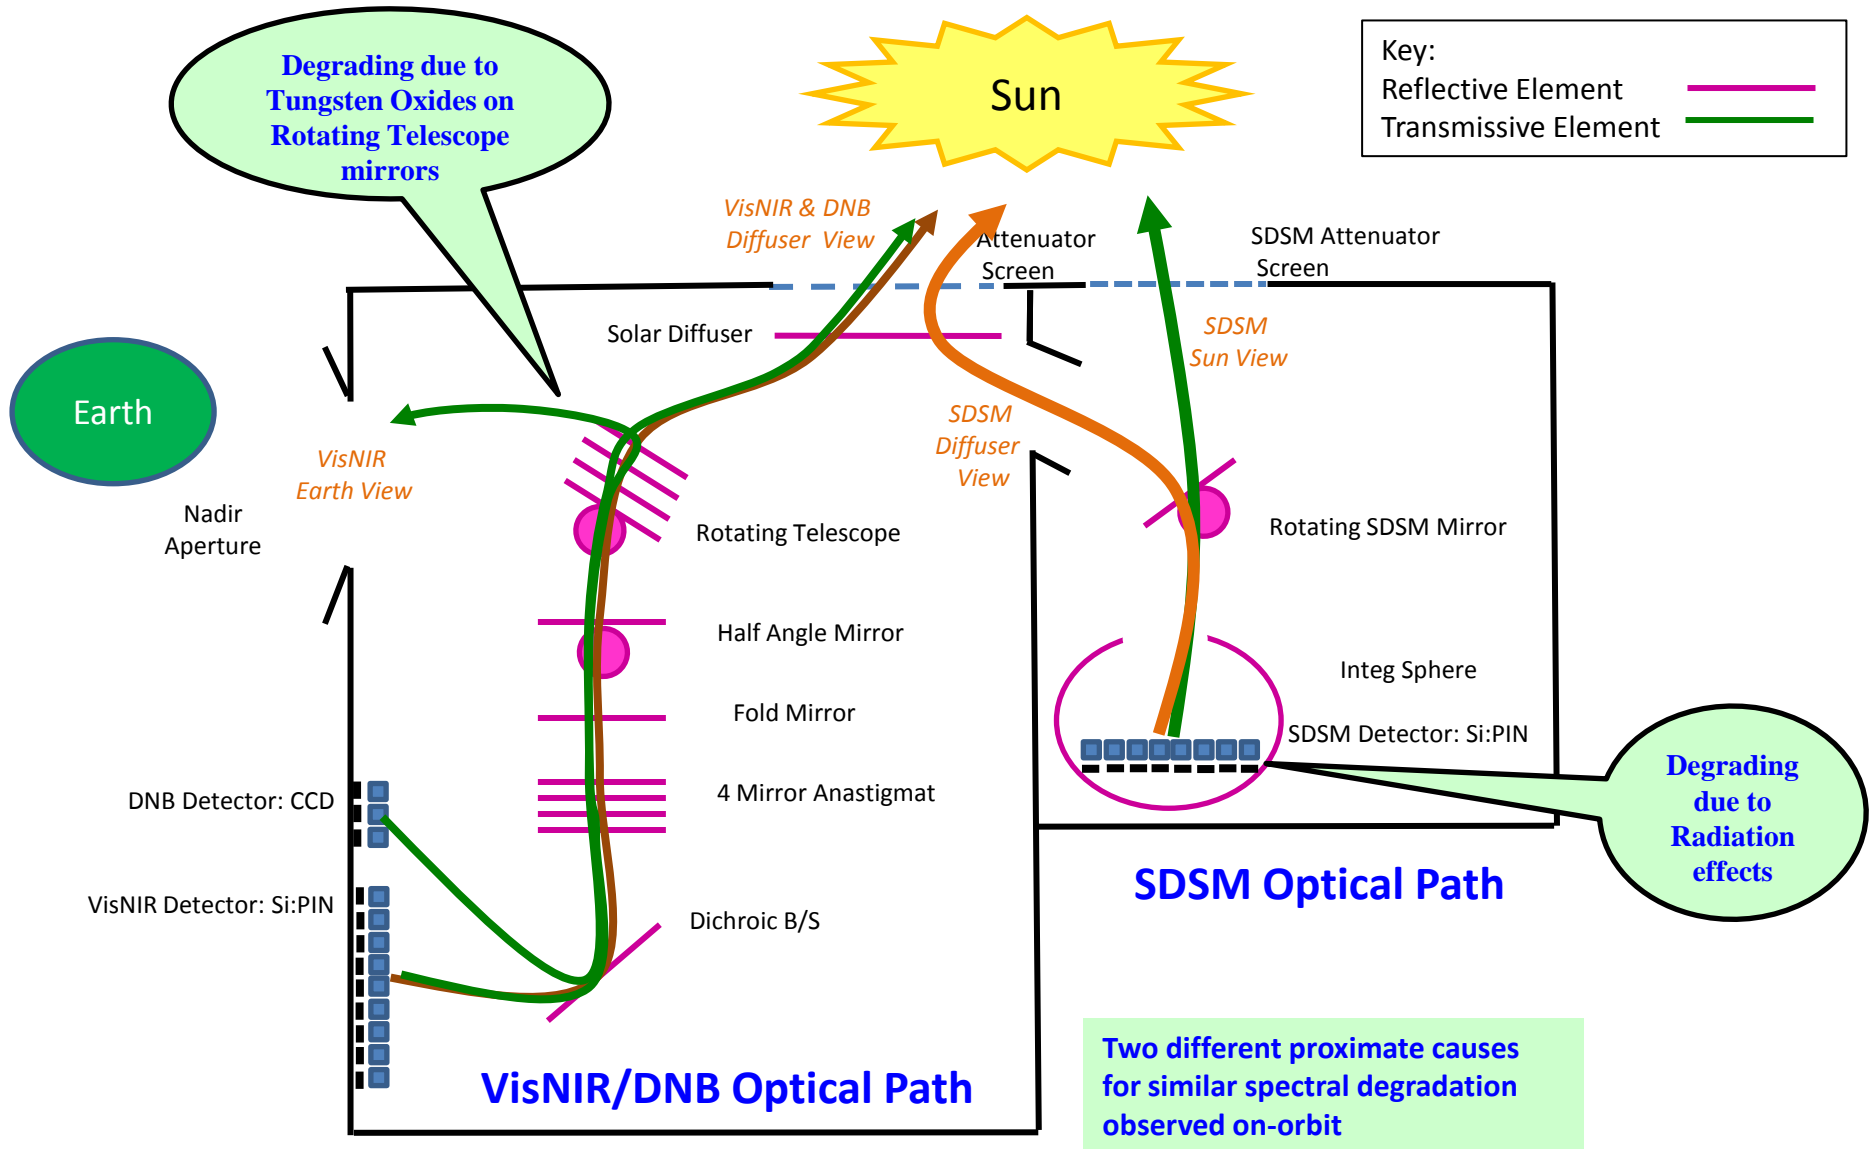 Degrading due to
Tungsten Oxides on
Rotating Telescope
mirrors
Sun
Key:
Reflective Element
Transmissive Element
VisNIR & DNB
Diffuser View
Attenuator
Screen
SDSM Attenuator
Screen
Solar Diffuser
SDSM
Sun View
Earth
VisNIR
Earth View
SDSM
Diffuser
View
Nadir
Aperture
Rotating Telescope
Rotating SDSM Mirror
Half Angle Mirror
Integ Sphere
Fold Mirror
SDSM Detector: Si:PIN
4 Mirror Anastigmat
DNB Detector: CCD
Degrading
due to
Radiation
effects
SDSM Optical Path
VisNIR Detector: Si:PIN
Dichroic B/S
VisNIR/DNB Optical Path
Two different proximate causes
for similar spectral degradation
observed on-orbit